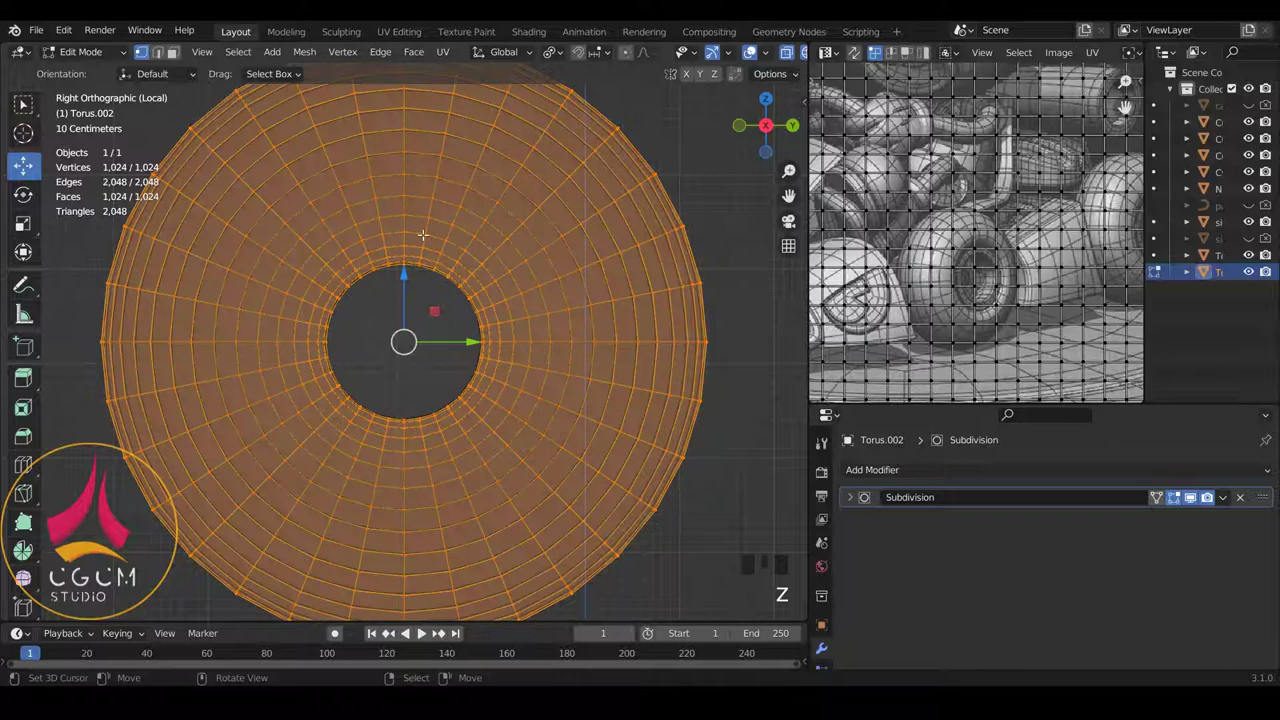 File Edit Render Window Help Layout Modeling Sculpting UV Editing Texture Paint Shading Animation Rendering Compositing Geometry Nodes Scripting Scene ViewLayer
Edit Mode View Select Add Mesh Vertex Edge Face UV Global View Select Image UV
Orientation: Default Drag: Select Box X Y Z Options Scene Co
Collec
Right Orthographic (Local)
(1) Torus.002
10 Centimeters
Objects 1 / 1
Vertices 1,024 / 1,024
Edges 2,048 / 2,048
Faces 1,024 / 1,024
Triangles 2,048
Z
X
Y
Torus.002 > Subdivision
Add Modifier
Subdivision
CGCM
STUDIO
Z
Playback Keying View Marker 1 Start 1 End 250
1 20 40 60 80 100 120 140 160 180 200 220 240
Set 3D Cursor Move Rotate View Select Move 3.1.0